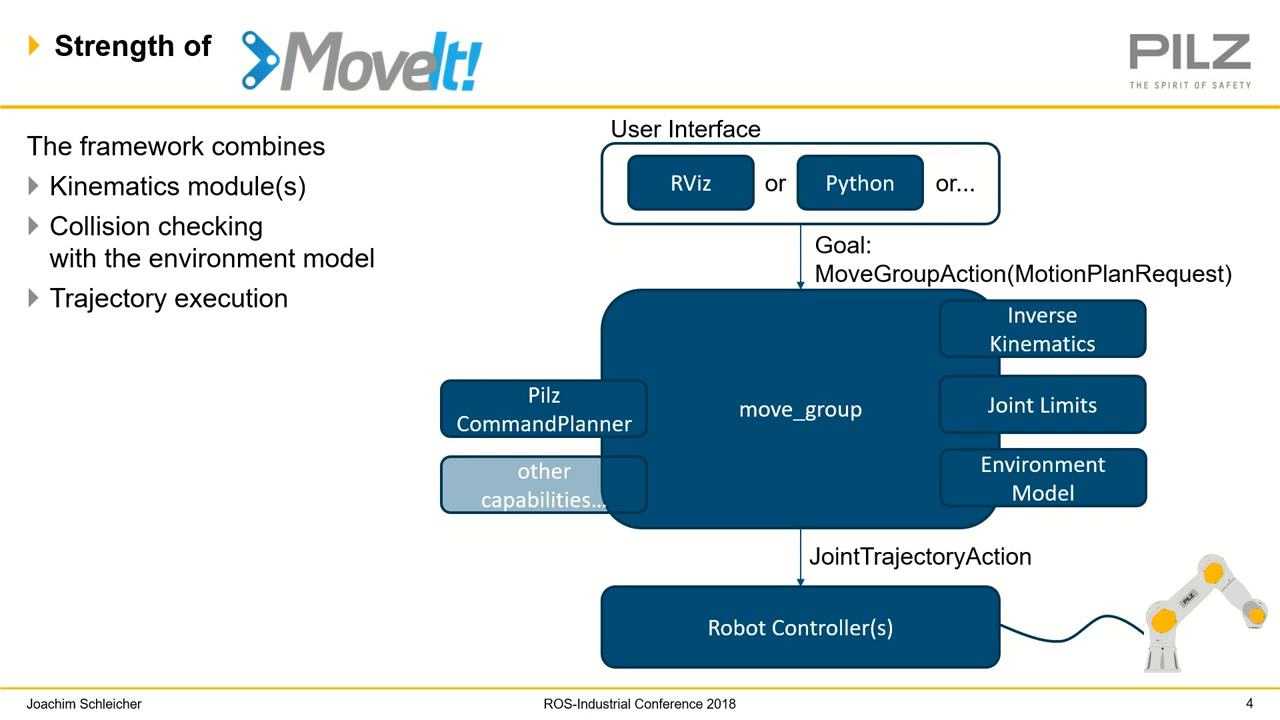 Strength of MoveIt!
PILZ
THE SPIRIT OF SAFETY
The framework combines
Kinematics module(s)
Collision checking
with the environment model
Trajectory execution
User Interface
RViz or Python or...
Goal:
MoveGroupAction(MotionPlanRequest)
Inverse
Kinematics
Pilz
CommandPlanner
move_group
Joint Limits
other
capabilities...
Environment
Model
JointTrajectoryAction
Robot Controller(s)
PILZ
Joachim Schleicher
ROS-Industrial Conference 2018
4